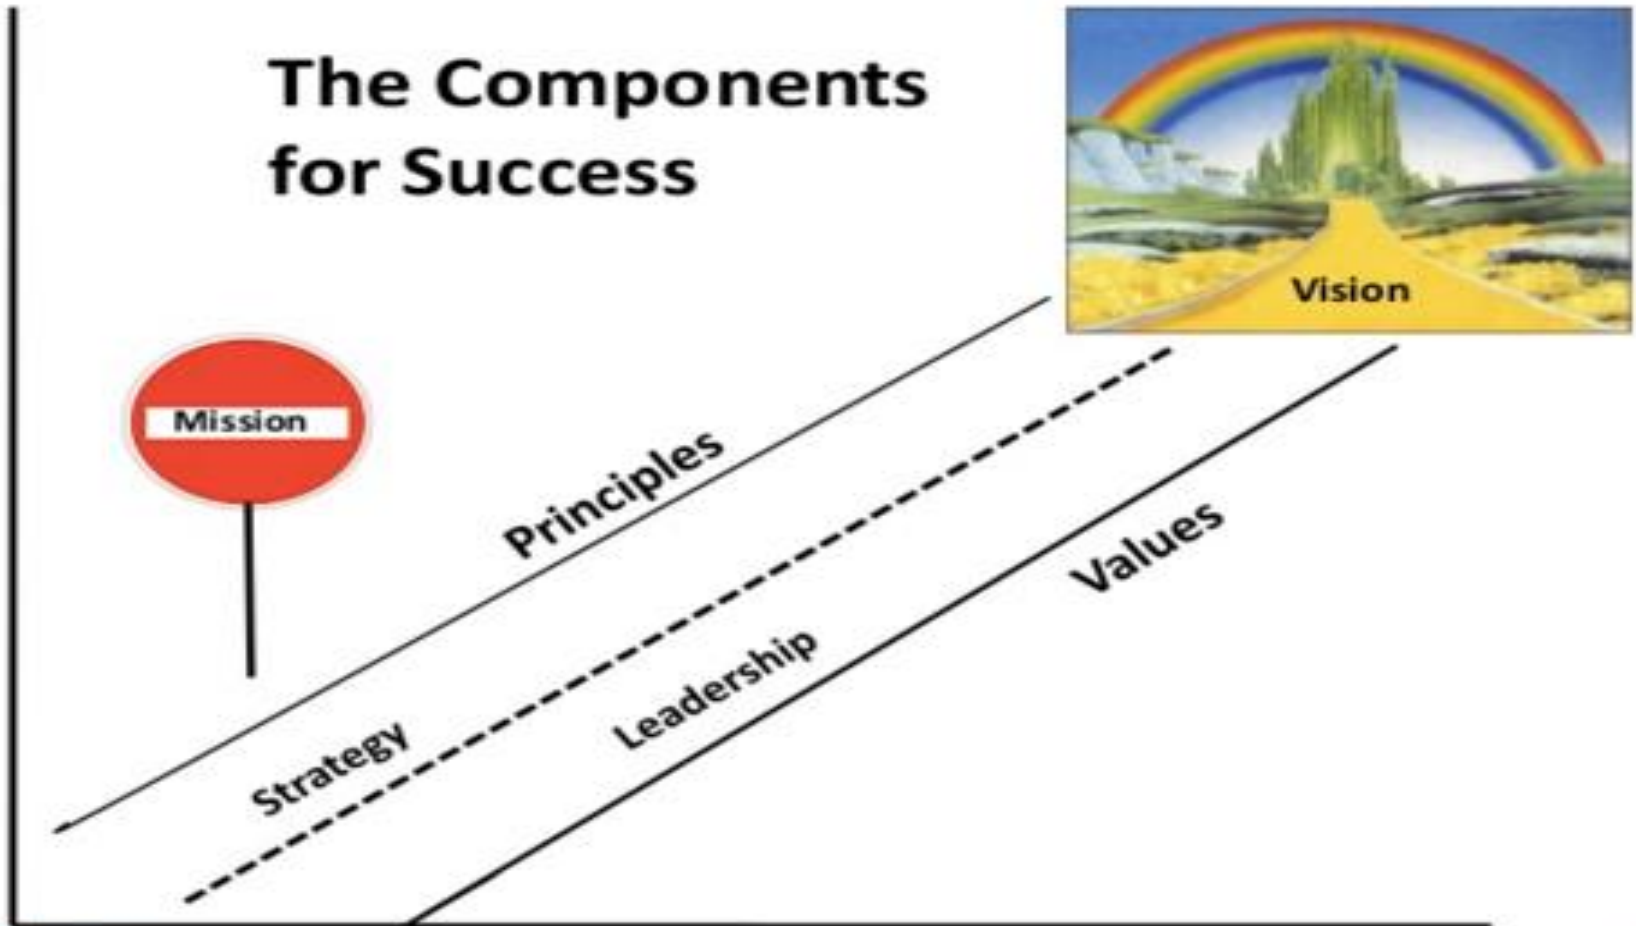 The Components
for Success
Vision
Mission
Principles
Values
Strategy
Leadership